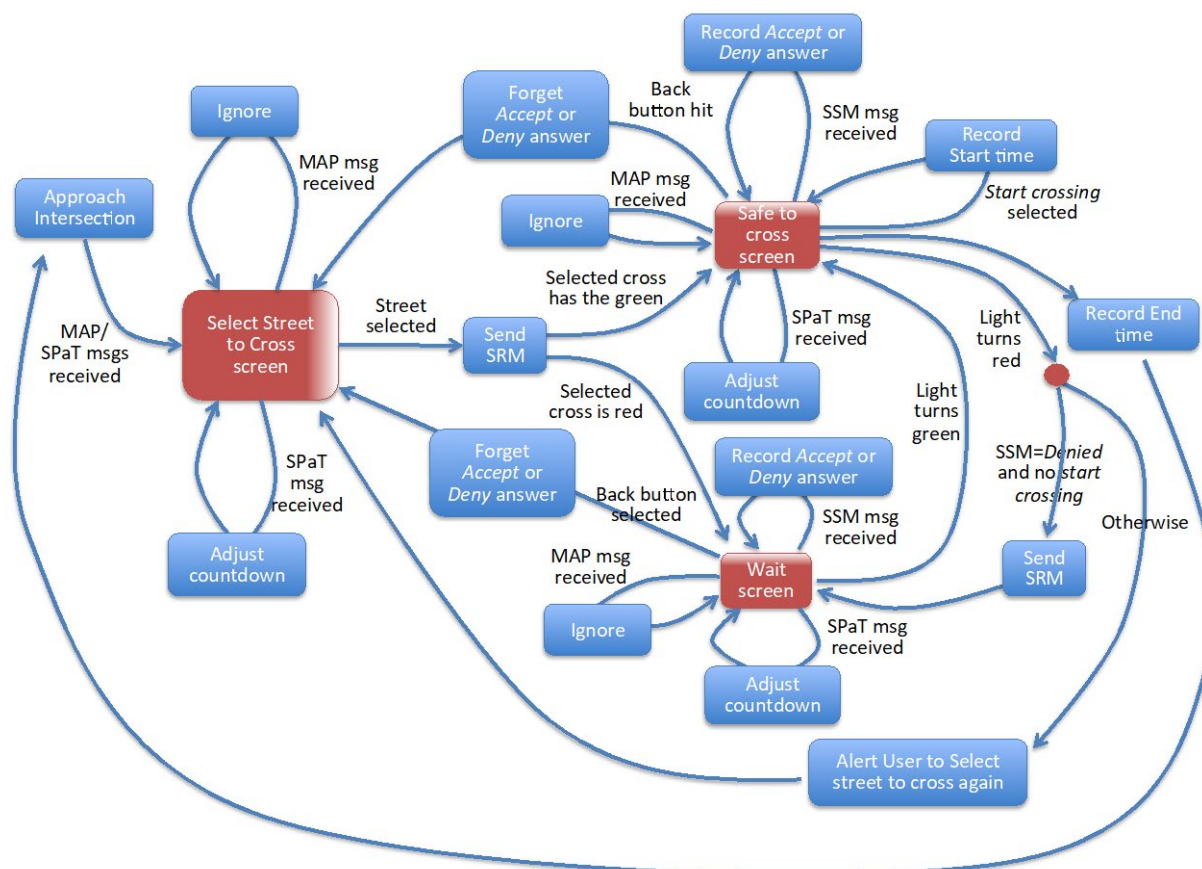 Record Accept or
Deny answer
Forget
Accept or
Deny answer
Back
button hit
SSM msg
received
Ignore
MAP msg
received
Record
Start time
Start crossing
selected
Approach
Intersection
MAP msg
received
Ignore
Safe to
cross
screen
Selected cross
has the green
MAP/
SPaT msgs
received
Select Street
to Cross
screen
Street
selected
Send
SRM
SPaT msg
received
Light
turns
red
Record End
time
Adjust
countdown
Selected
cross is red
Light
turns
green
Forget
Accept or
Deny answer
Record Accept or
Deny answer
SSM=Denied
and no start
crossing
SPaT
msg
received
Back button
selected
SSM msg
received
Otherwise
Adjust
countdown
MAP msg
received
Wait
screen
Send
SRM
Ignore
SPaT msg
received
Adjust
countdown
Alert User to Select
street to cross again